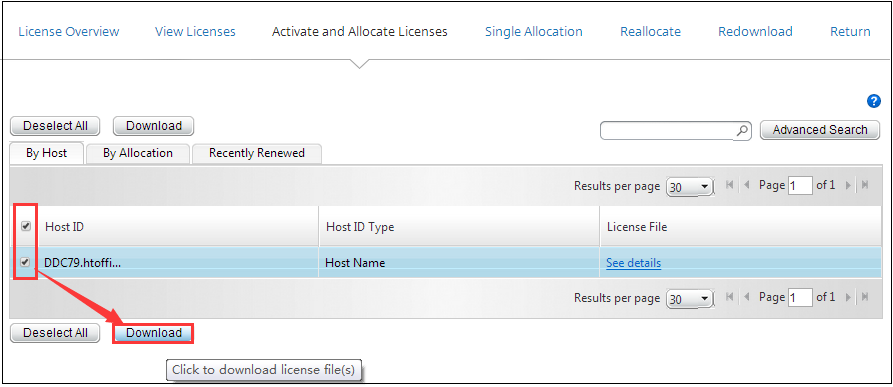 License Overview View Licenses Activate and Allocate Licenses Single Allocation Reallocate Redownload Return
?
Deselect All Download Advanced Search
By Host By Allocation Recently Renewed
Results per page 30 Page 1 of 1
Host ID Host ID Type License File
DDC79.htoffi... Host Name See details
Results per page 30 Page 1 of 1
Deselect All Download
Click to download license file(s)